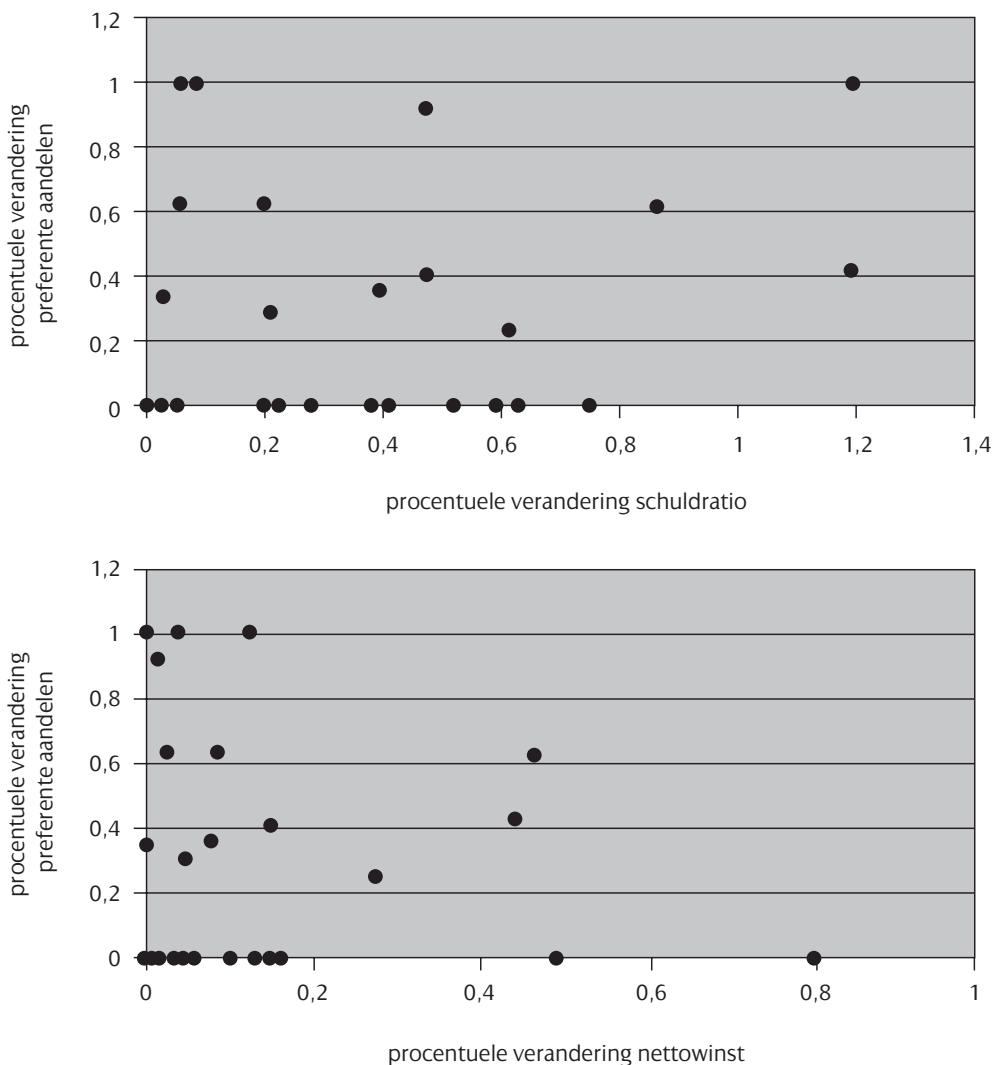 1,2
1
0,8
0,6
0,4
0,2
0
procentuele verandering
preferente aandelen
0 0,2 0,4 0,6 0,8 1 1,2 1,4
procentuele verandering schuldratio
1,2
1
0,8
0,6
0,4
0,2
0
procentuele verandering
preferente aandelen
0 0,2 0,4 0,6 0,8 1
procentuele verandering nettowinst